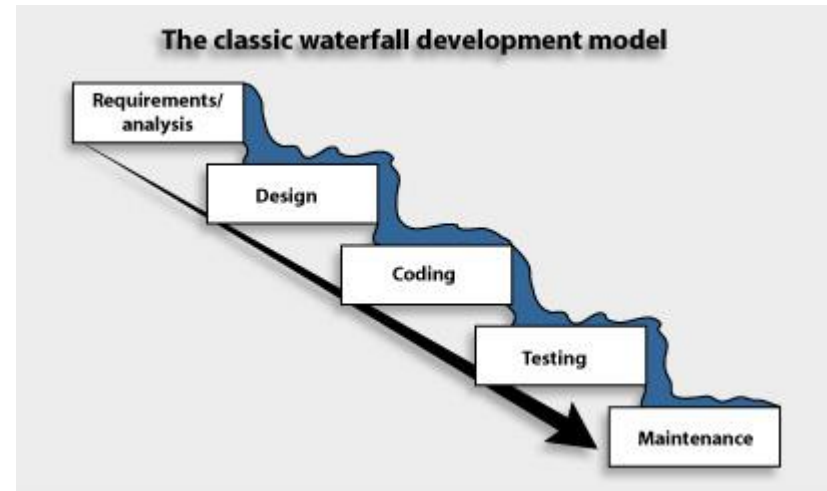 The classic waterfall development model
Requirements/
analysis
Design
Coding
Testing
Maintenance